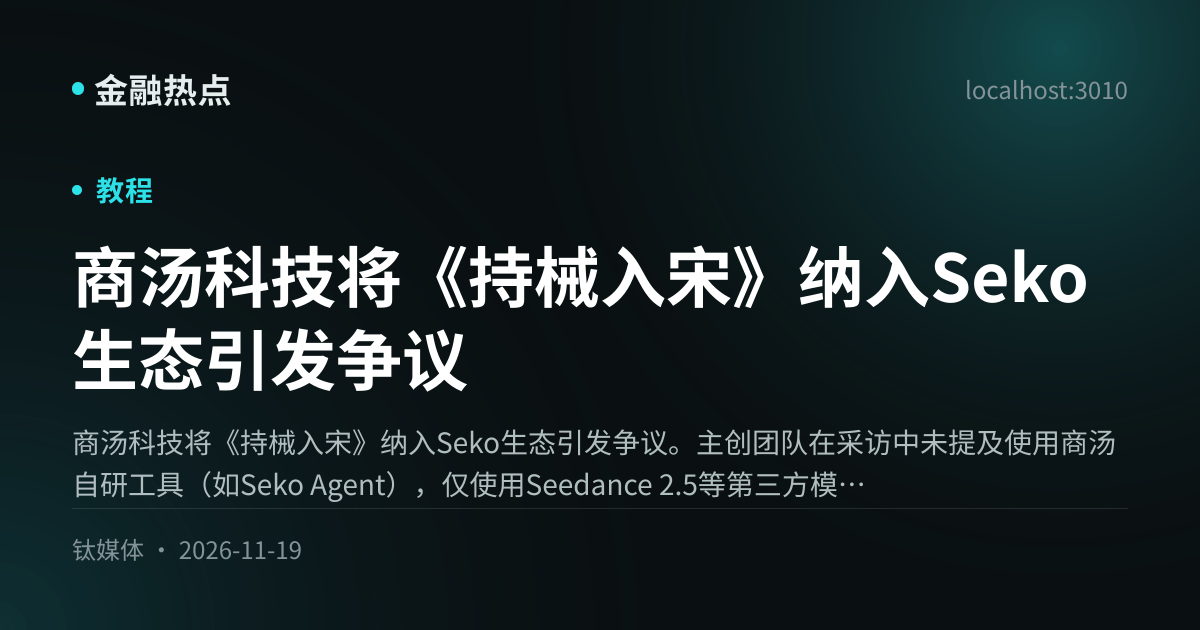 金融热点
localhost:3010
教程
商汤科技将《持械入宋》纳入Seko
生态引发争议
商汤科技将《持械入宋》纳入Seko生态引发争议。主创团队在采访中未提及使用商汤
自研工具（如Seko Agent），仅使用Seedance 2.5等第三方模…
钛媒体 · 2026-11-19